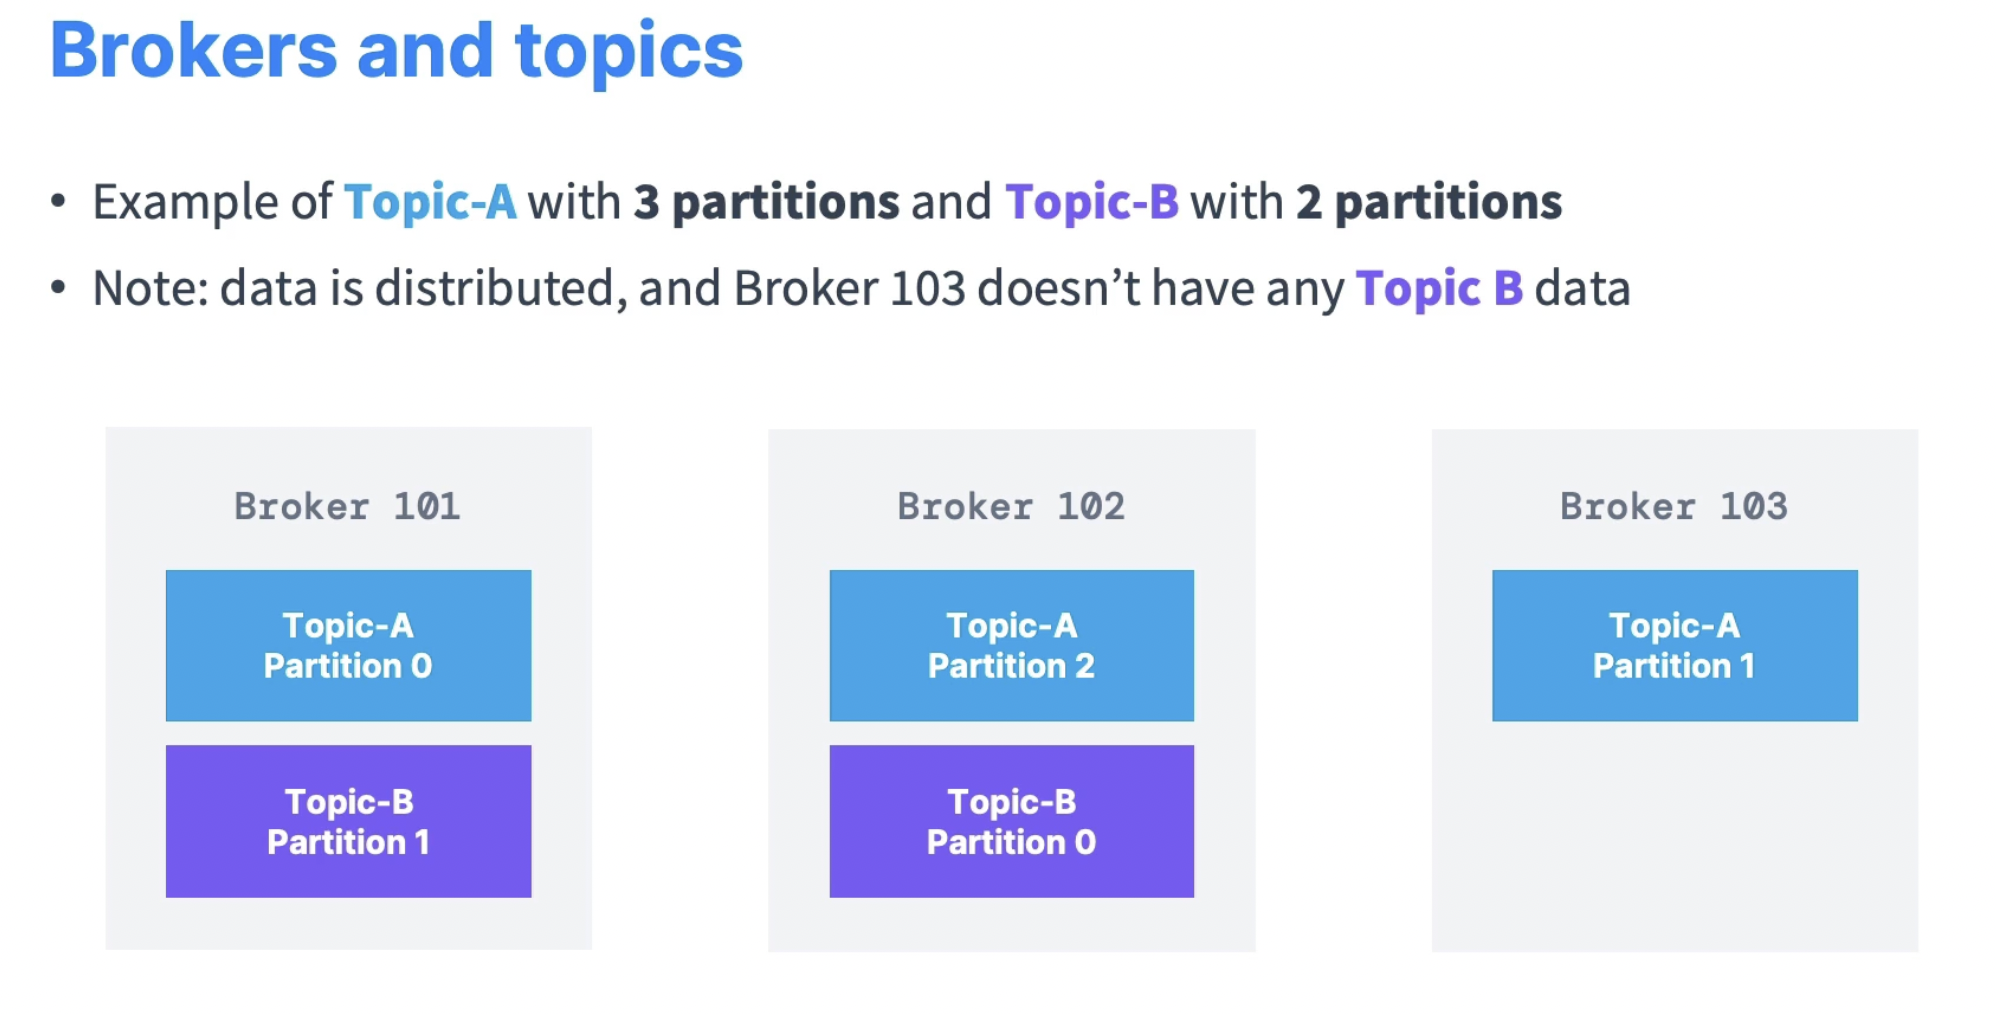 Brokers and topics
• Example of Topic-A with 3 partitions and Topic-B with 2 partitions
• Note: data is distributed, and Broker 103 doesn’t have any Topic B data
Broker 101
Topic-A
Partition 0
Topic-B
Partition 1
Broker 102
Topic-A
Partition 2
Topic-B
Partition 0
Broker 103
Topic-A
Partition 1